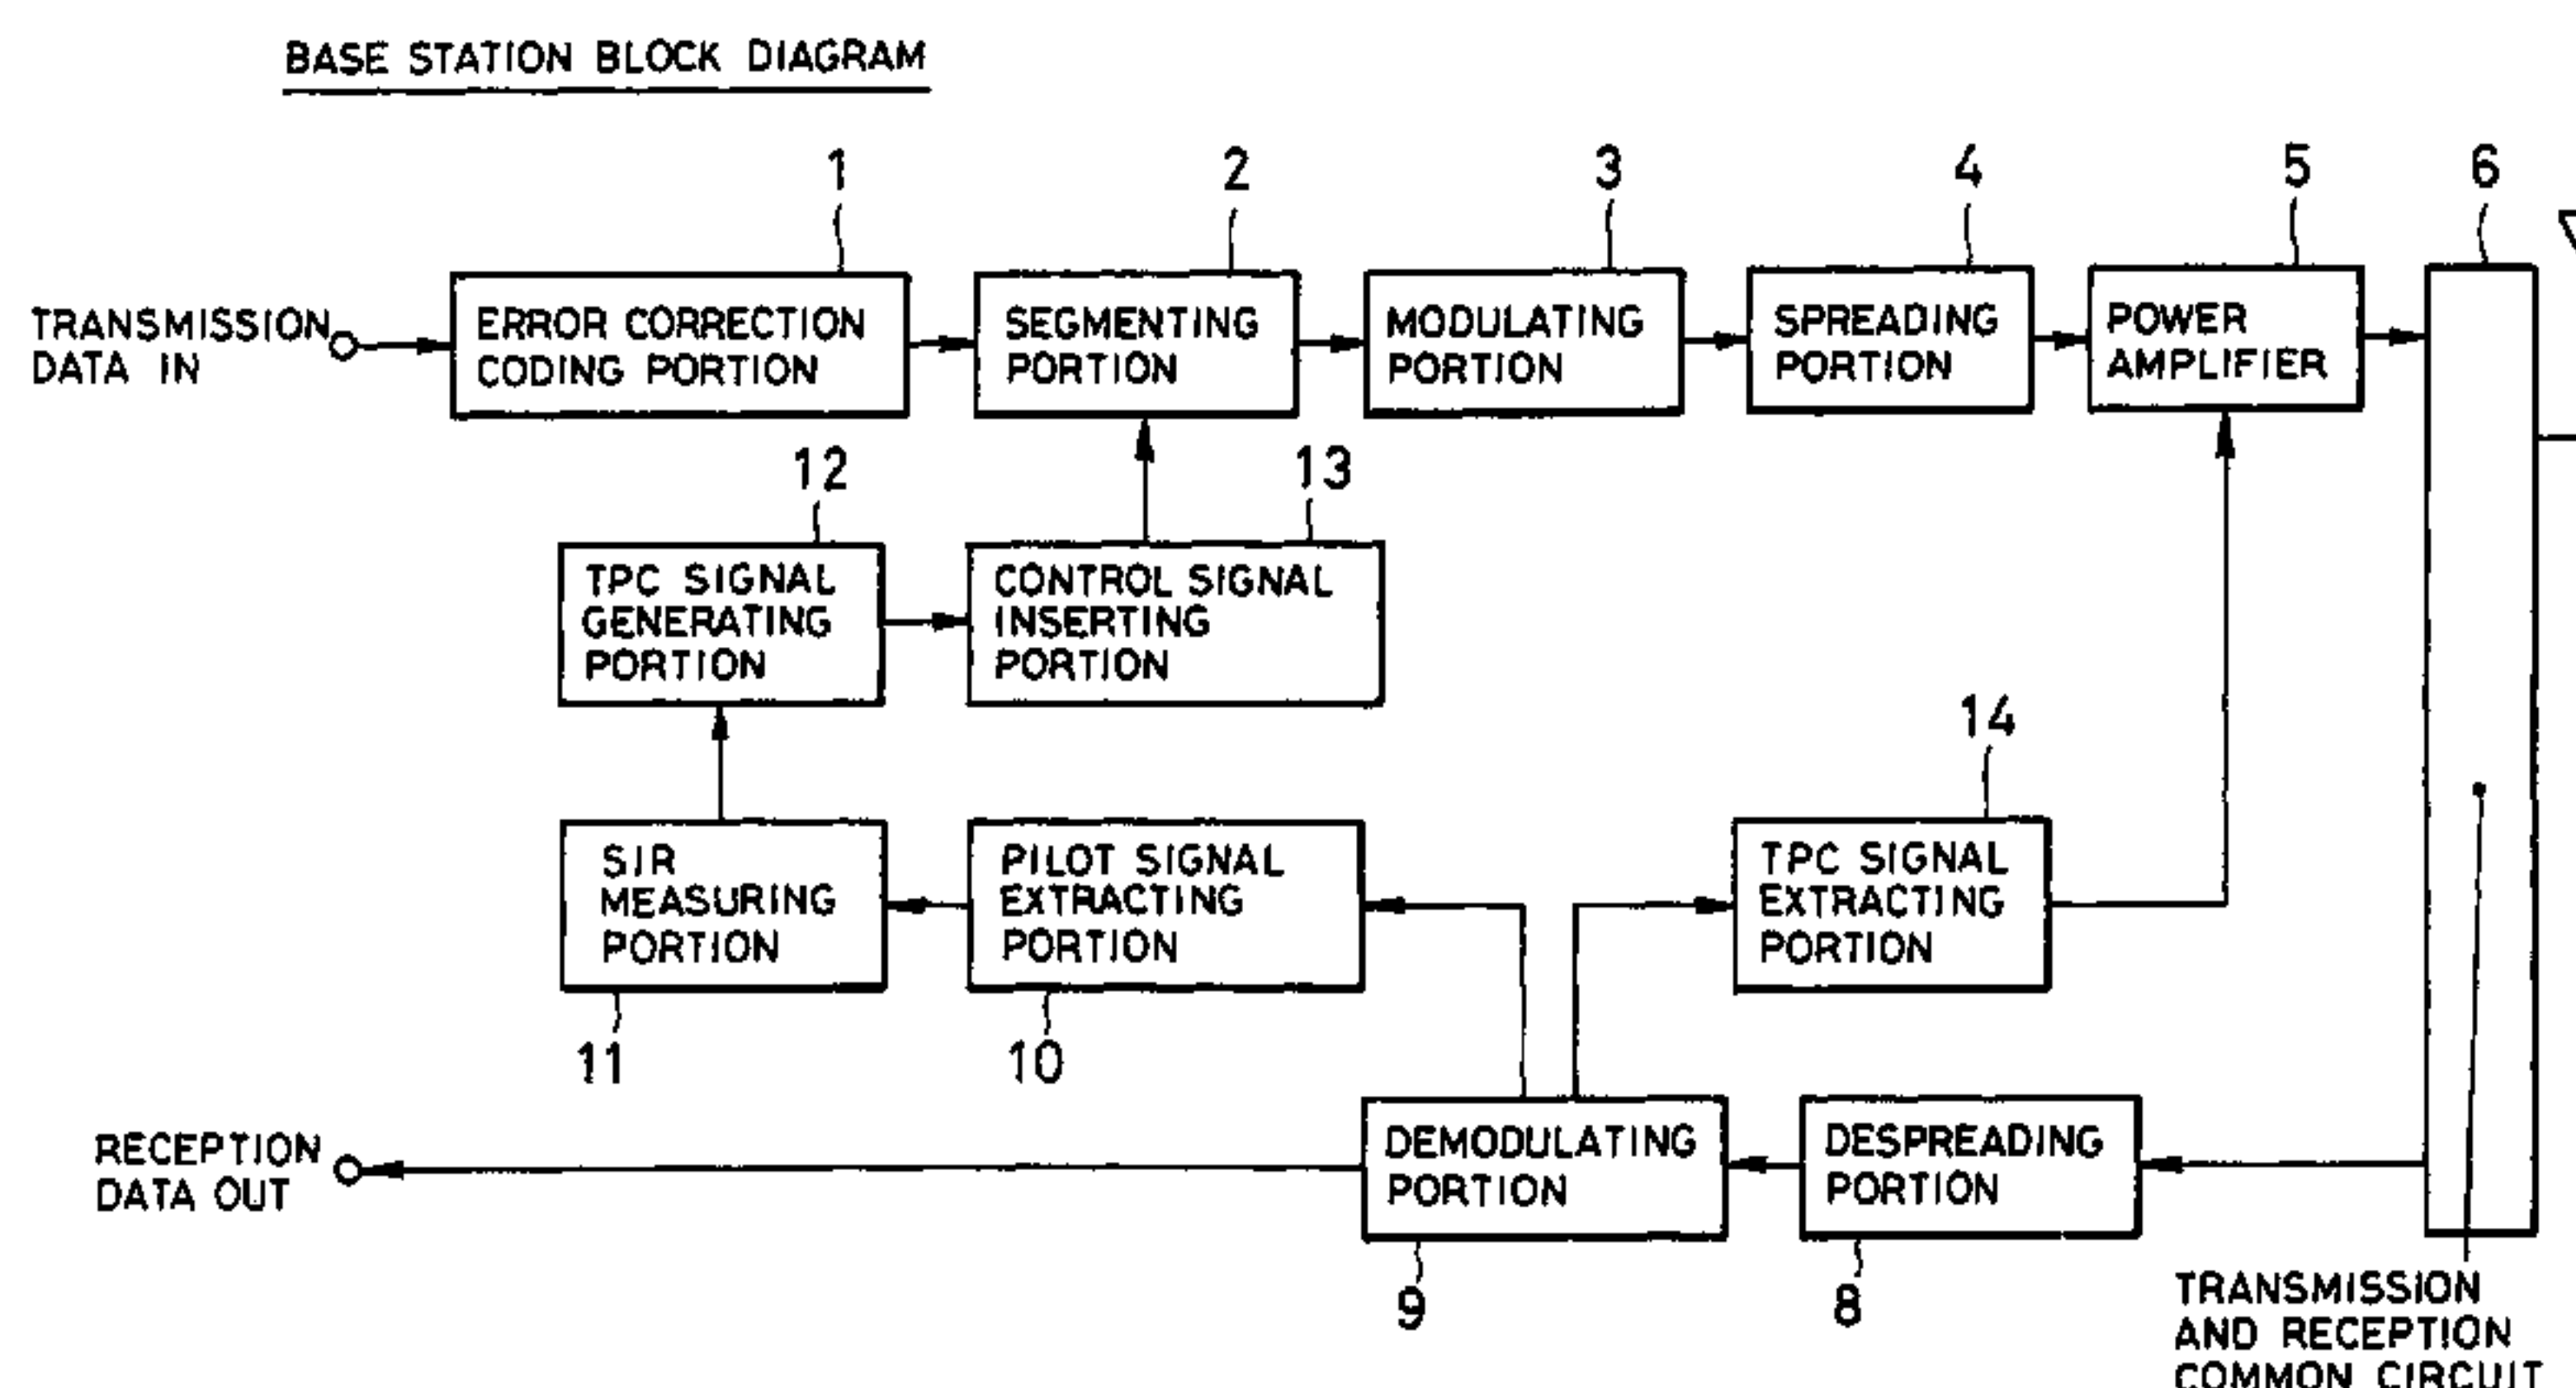 BASE STATION BLOCK DIAGRAM
1
2
3
4
5
6
TRANSMISSION
DATA IN
ERROR CORRECTION
CODING PORTION
SEGMENTING
PORTION
MODULATING
PORTION
SPREADING
PORTION
POWER
AMPLIFIER
12
13
TPC SIGNAL
GENERATING
PORTION
CONTROL SIGNAL
INSERTING
PORTION
14
SIR
MEASURING
PORTION
PILOT SIGNAL
EXTRACTING
PORTION
TPC SIGNAL
EXTRACTING
PORTION
11
10
RECEPTION
DATA OUT
DEMODULATING
PORTION
DESPREADING
PORTION
9
8
TRANSMISSION
AND RECEPTION
COMMON CIRCUIT